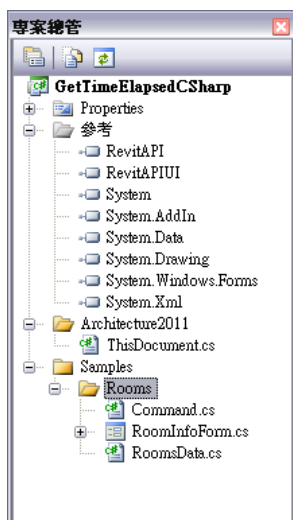 專案總管
GetTimeElapsedCSharp
Properties
參考
RevitAPI
RevitAPIUI
System
System.AddIn
System.Data
System.Drawing
System.Windows.Forms
System.Xml
Architecture2011
ThisDocument.cs
Samples
Rooms
Command.cs
RoomInfoForm.cs
RoomsData.cs